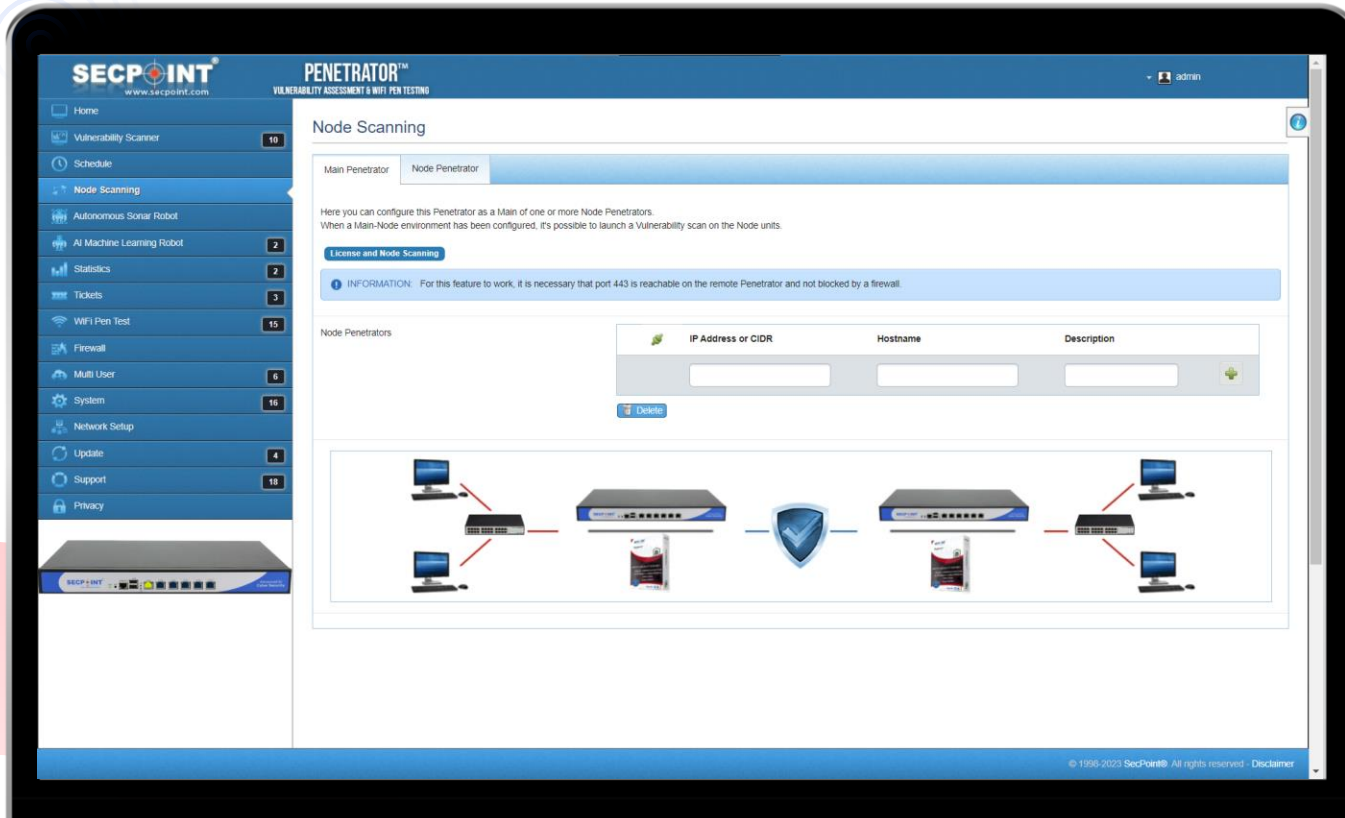 SECPOINT®
www.secpoint.com
PENETRATOR™
VULNERABILITY ASSESSMENT & WIFI PEN TESTING
admin
Home
Vulnerability Scanner 10
Schedule
Node Scanning
Autonomous Sonar Robot
AI Machine Learning Robot 2
Statistics 2
Tickets 3
WiFi Pen Test 15
Firewall
Multi User 6
System 16
Network Setup
Update 4
Support 18
Privacy
SECPOINT
Node Scanning
Main Penetrator Node Penetrator
Here you can configure this Penetrator as a Main of one or more Node Penetrators.
When a Main-Node environment has been configured, it's possible to launch a Vulnerability scan on the Node units.
License and Node Scanning
INFORMATION: For this feature to work, it is necessary that port 443 is reachable on the remote Penetrator and not blocked by a firewall.
Node Penetrators
IP Address or CIDR Hostname Description
Delete
© 1998-2023 SecPoint® All rights reserved - Disclaimer